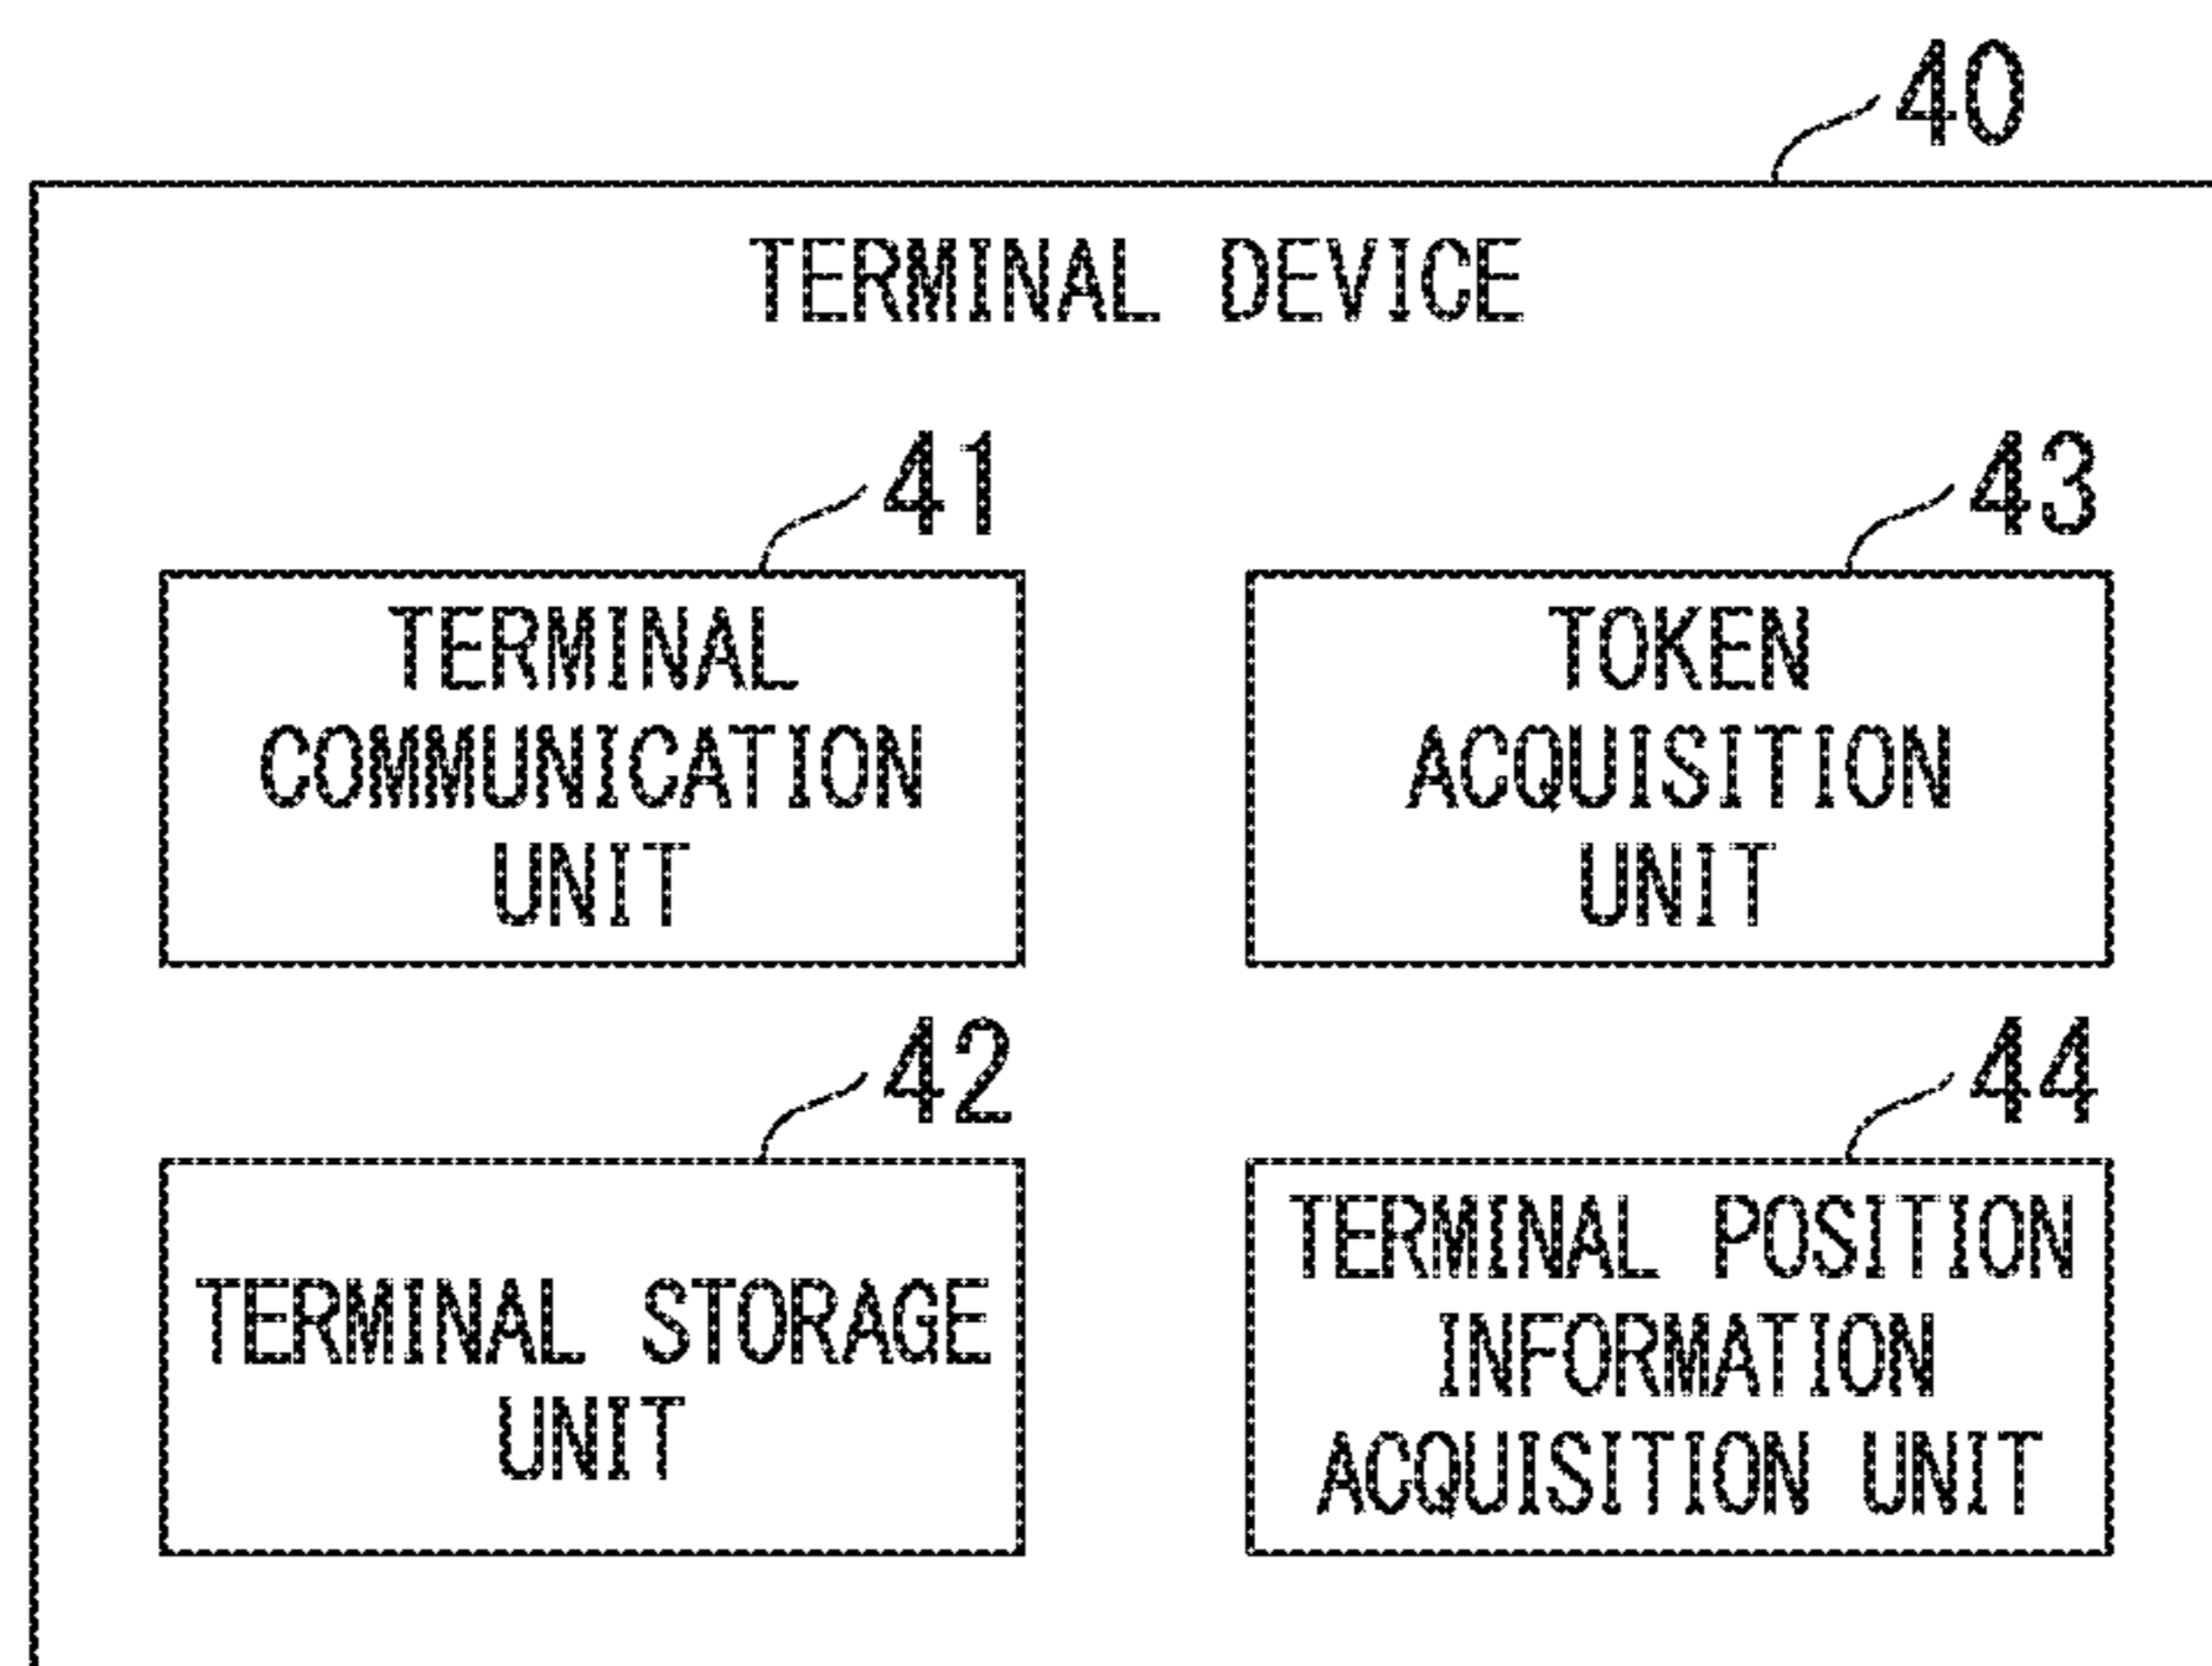 40
TERMINAL DEVICE
41
TERMINAL
COMMUNICATION
UNIT
43
TOKEN
ACQUISITION
UNIT
42
TERMINAL STORAGE
UNIT
44
TERMINAL POSITION
INFORMATION
ACQUISITION UNIT